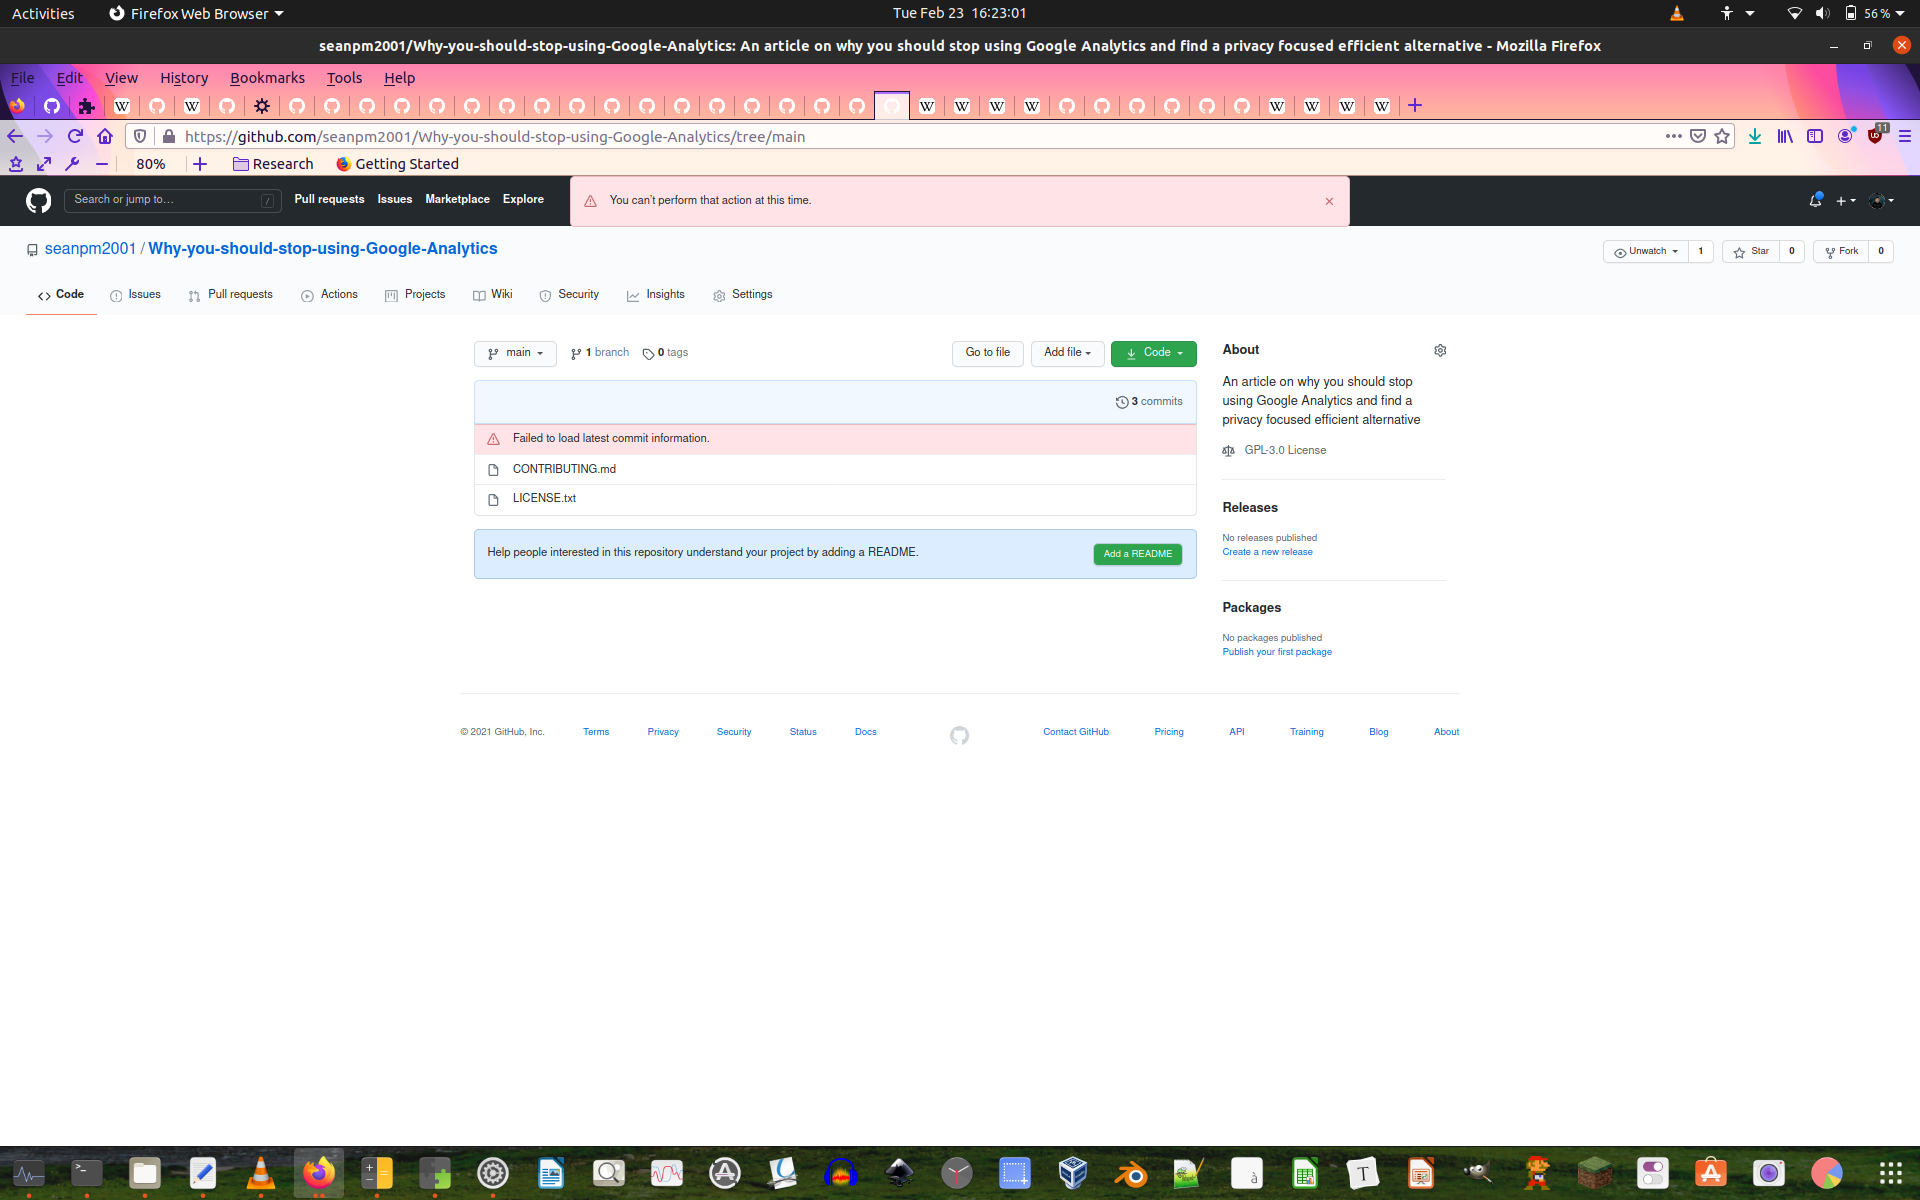 Activities
Firefox Web Browser
Tue Feb 23 16:23:01
56 %
seanpm2001/Why-you-should-stop-using-Google-Analytics: An article on why you should stop using Google Analytics and find a privacy focused efficient alternative - Mozilla Firefox
File Edit View History Bookmarks Tools Help
https://github.com/seanpm2001/Why-you-should-stop-using-Google-Analytics/tree/main
11
80%
Research
Getting Started
Search or jump to…
/
Pull requests Issues Marketplace Explore
You can't perform that action at this time.
seanpm2001 / Why-you-should-stop-using-Google-Analytics
Unwatch 1
Star 0
Fork 0
Code Issues Pull requests Actions Projects Wiki Security Insights Settings
main
1 branch
0 tags
Go to file
Add file
Code
3 commits
Failed to load latest commit information.
CONTRIBUTING.md
LICENSE.txt
Help people interested in this repository understand your project by adding a README.
Add a README
About
An article on why you should stop
using Google Analytics and find a
privacy focused efficient alternative
GPL-3.0 License
Releases
No releases published
Create a new release
Packages
No packages published
Publish your first package
© 2021 GitHub, Inc. Terms Privacy Security Status Docs Contact GitHub Pricing API Training Blog About